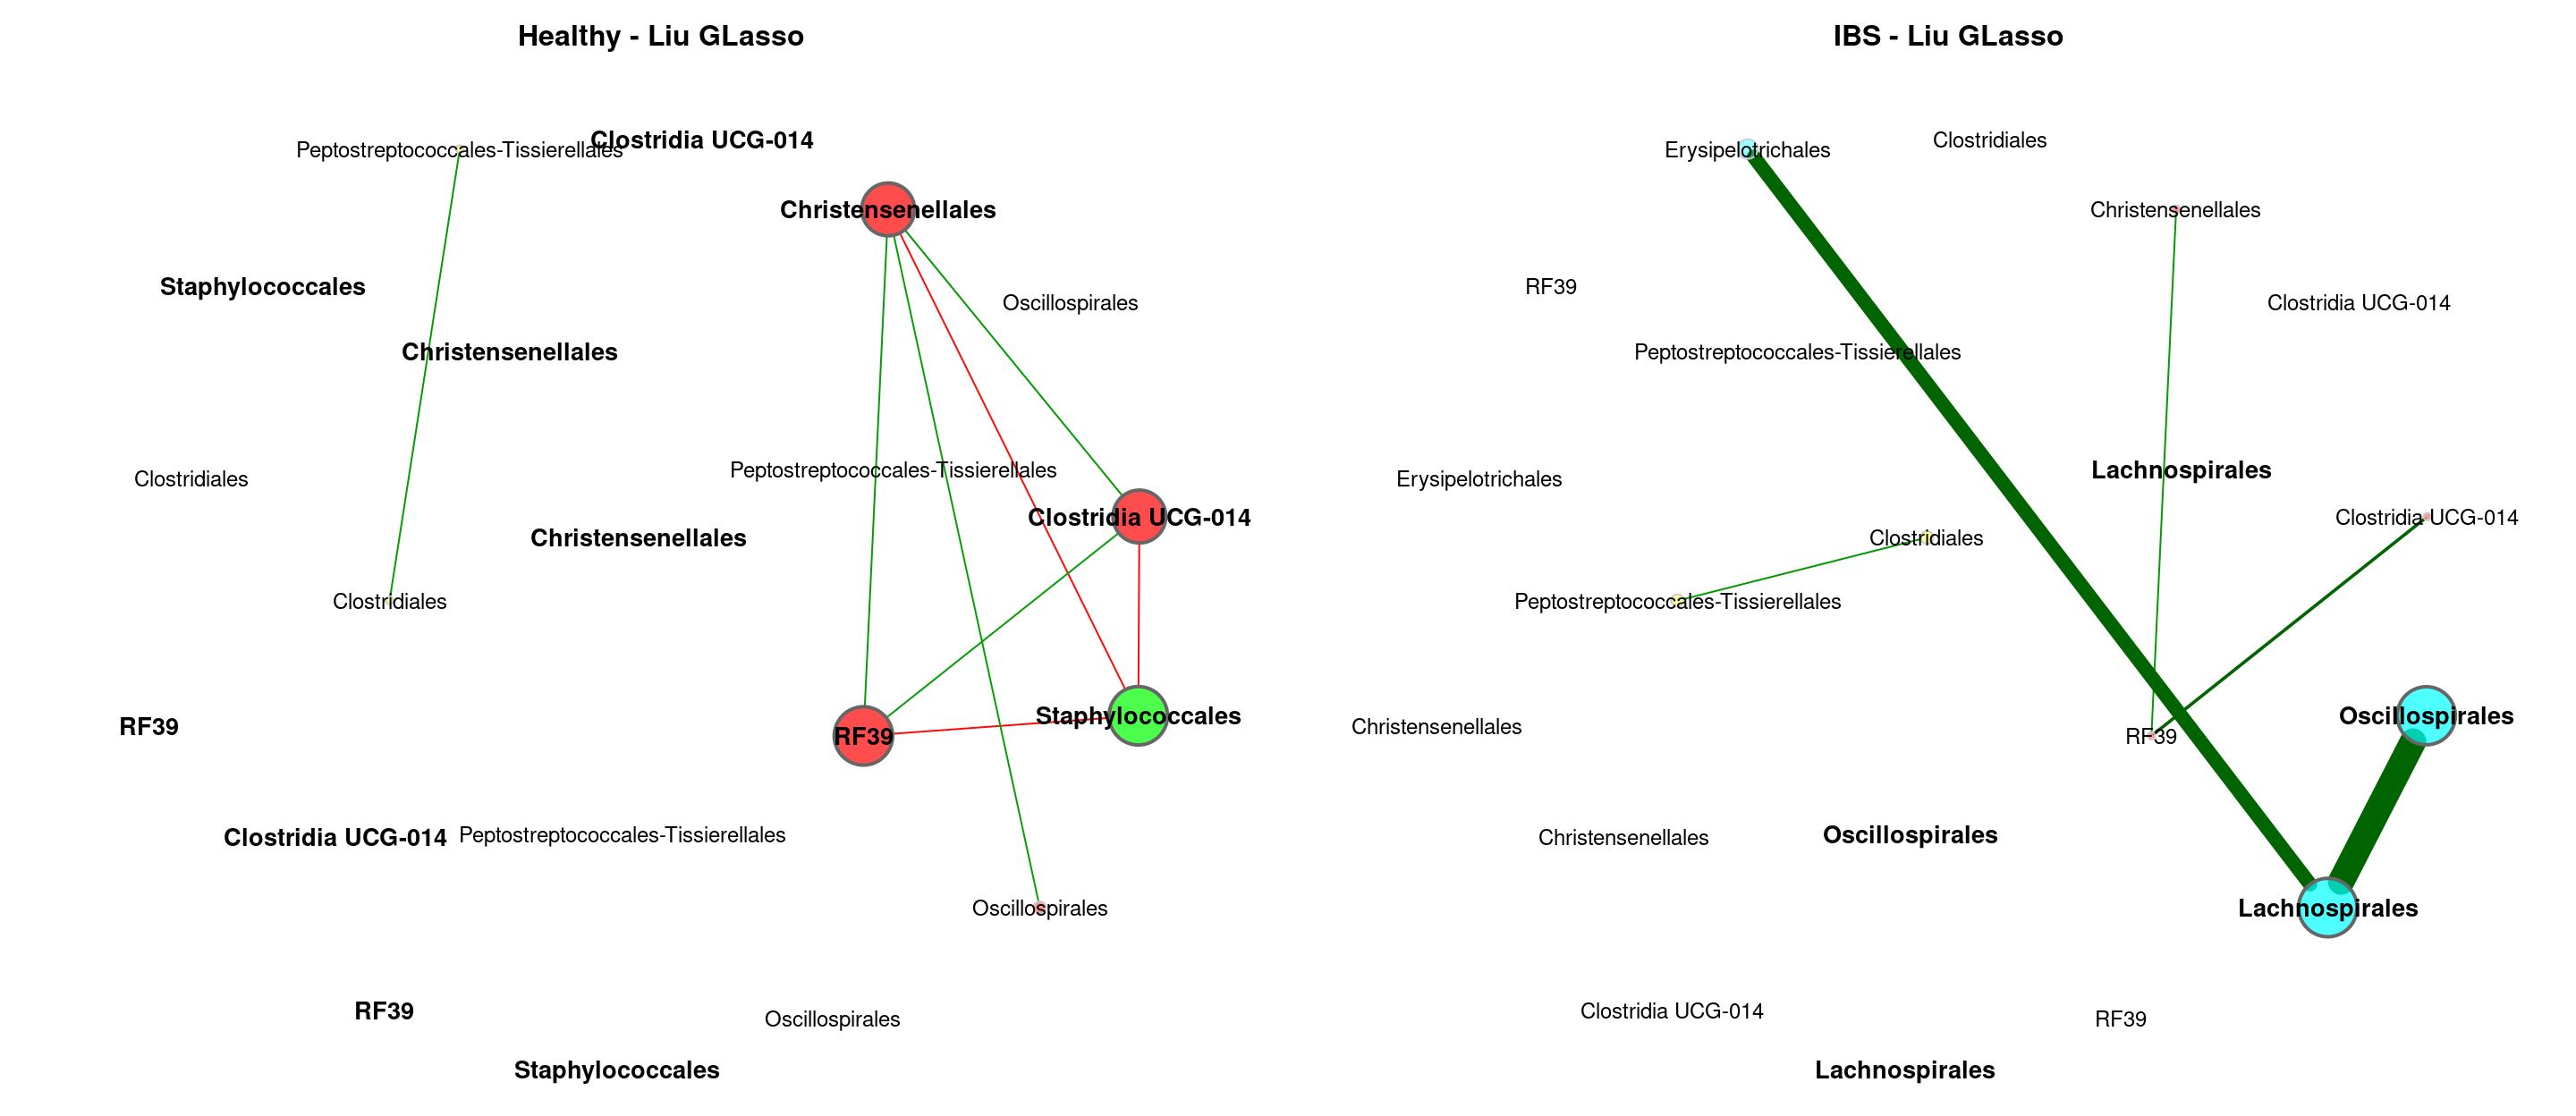 Healthy - Liu GLasso
Peptostreptococcales-Tissierellales
Clostridia UCG-014
Christensenellales
Staphylococcales
Oscillospirales
Christensenellales
Peptostreptococcales-Tissierellales
Clostridiales
Clostridia UCG-014
Christensenellales
Clostridiales
Staphylococcales
RF39
RF39
Clostridia UCG-014
Peptostreptococcales-Tissierellales
Oscillospirales
RF39
Oscillospirales
Staphylococcales
IBS - Liu GLasso
Clostridiales
Erysipelotrichales
Christensenellales
RF39
Clostridia UCG-014
Peptostreptococcales-Tissierellales
Lachnospirales
Erysipelotrichales
Clostridia UCG-014
Clostridiales
Peptostreptococcales-Tissierellales
Oscillospirales
Christensenellales
RF39
Oscillospirales
Christensenellales
Lachnospirales
Clostridia UCG-014
RF39
Lachnospirales